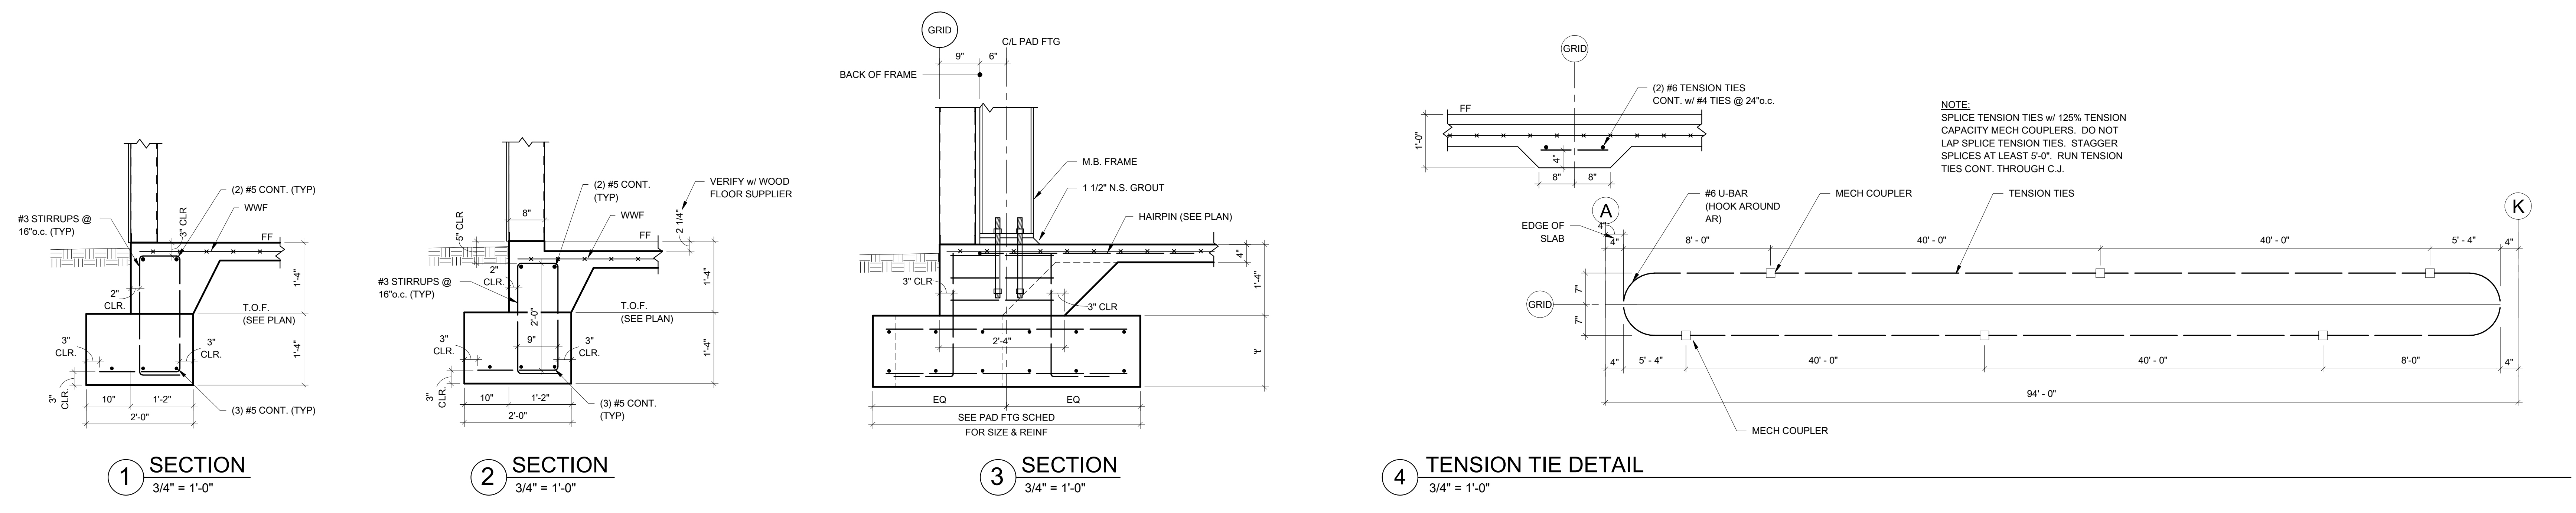 #3 STIRRUPS @
16"o.c. (TYP)
(2) #5 CONT. (TYP)
3" CLR
WWF
FF
1'-4"
2"
CLR.
T.O.F.
(SEE PLAN)
3"
CLR.
3"
CLR.
1'-4"
3"
CLR.
10"
1'-2"
2'-0"
(3) #5 CONT. (TYP)
1
SECTION
3/4" = 1'-0"
(2) #5 CONT.
(TYP)
VERIFY w/ WOOD
FLOOR SUPPLIER
8"
5" CLR
WWF
2 1/4"
FF
#3 STIRRUPS @
16"o.c. (TYP)
2"
CLR.
1'-4"
2'-0"
T.O.F.
(SEE PLAN)
3"
CLR.
9"
3"
CLR.
1'-4"
3"
CLR.
10"
1'-2"
2'-0"
(3) #5 CONT.
(TYP)
2
SECTION
3/4" = 1'-0"
GRID
C/L PAD FTG
9"
6"
BACK OF FRAME
M.B. FRAME
1 1/2" N.S. GROUT
HAIRPIN (SEE PLAN)
4"
1'-4"
3" CLR
3" CLR
2'-4"
EQ
EQ
SEE PAD FTG SCHED
FOR SIZE & REINF
3
SECTION
3/4" = 1'-0"
GRID
(2) #6 TENSION TIES
CONT. w/ #4 TIES @ 24"o.c.
FF
1'-0"
4"
8"
8"
NOTE:
SPLICE TENSION TIES w/ 125% TENSION
CAPACITY MECH COUPLERS. DO NOT
LAP SPLICE TENSION TIES. STAGGER
SPLICES AT LEAST 5'-0". RUN TENSION
TIES CONT. THROUGH C.J.
#6 U-BAR
(HOOK AROUND
AR)
MECH COUPLER
TENSION TIES
A
K
EDGE OF
SLAB
4"
4"
8' - 0"
40' - 0"
40' - 0"
5' - 4"
4"
GRID
7"
7"
4"
5' - 4"
40' - 0"
40' - 0"
8'-0"
4"
94' - 0"
MECH COUPLER
4
TENSION TIE DETAIL
3/4" = 1'-0"